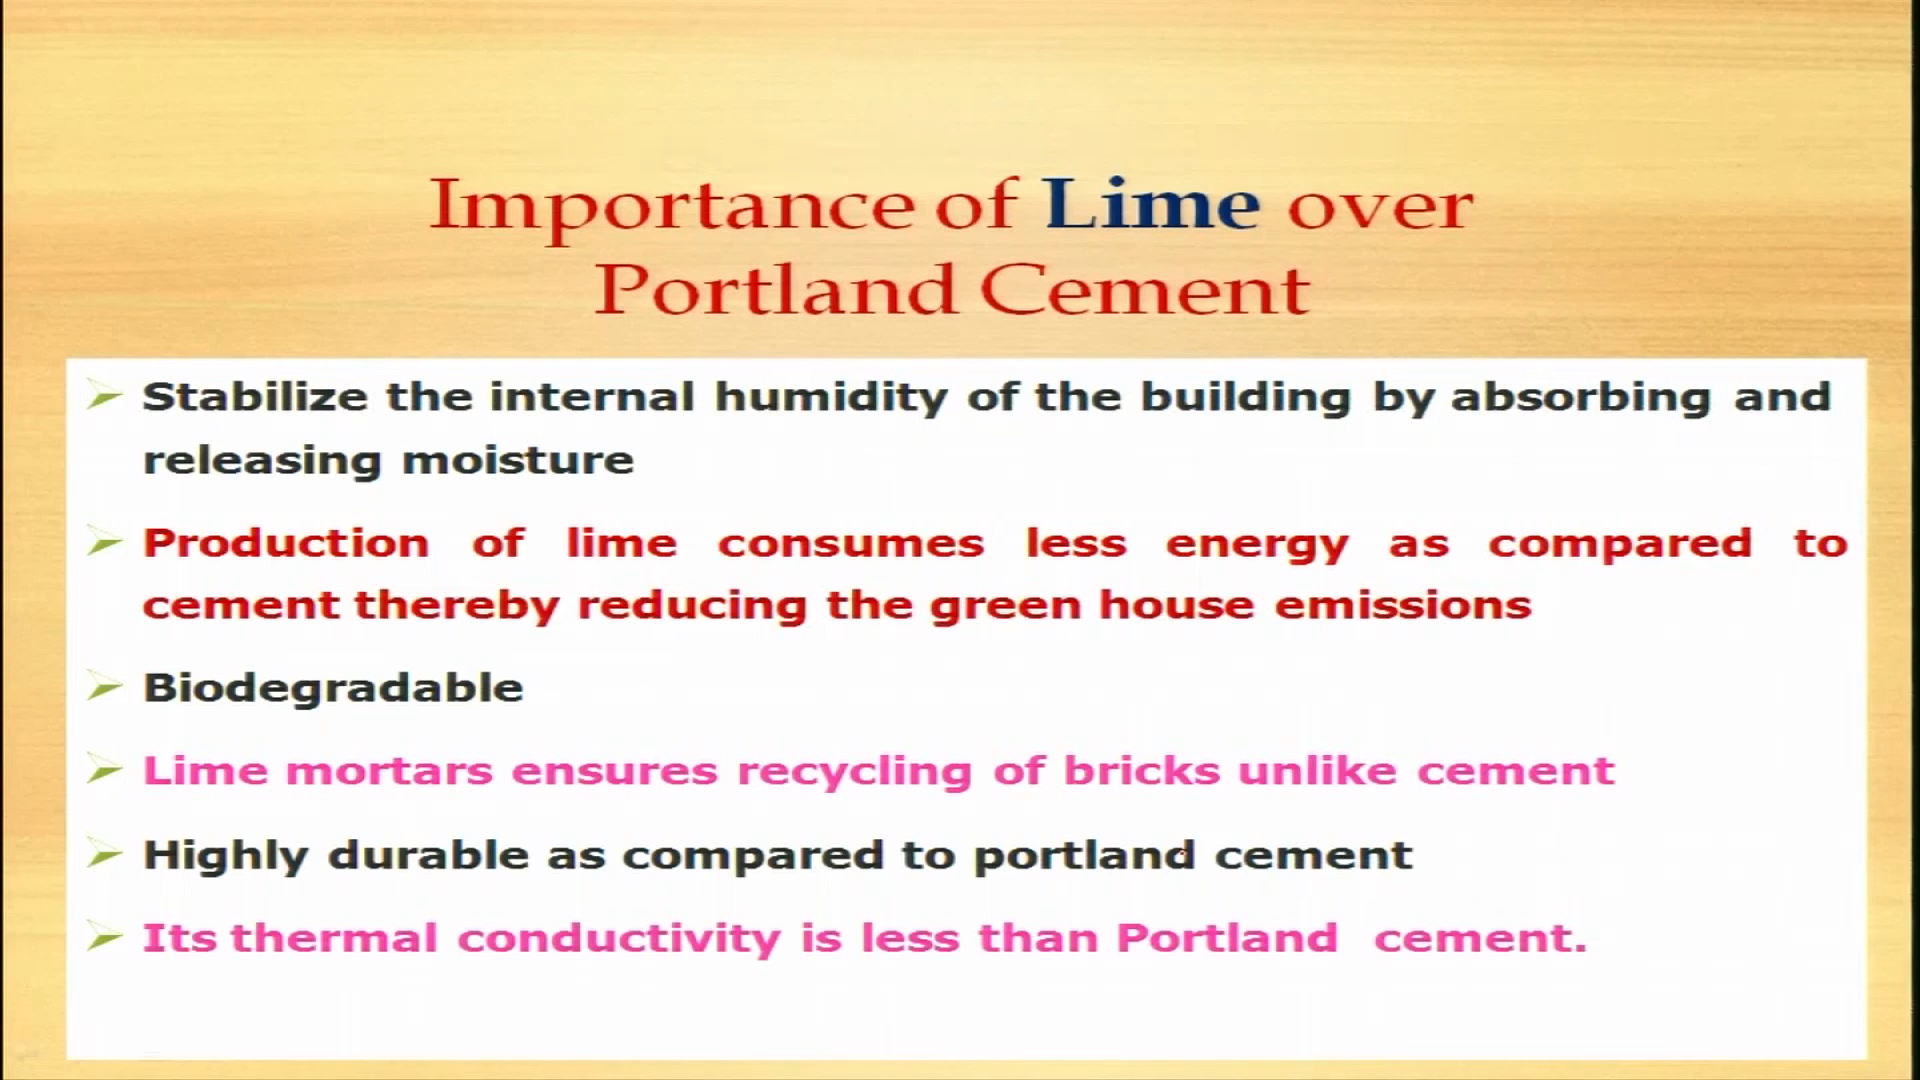 Importance of Lime over
Portland Cement
Stabilize the internal humidity of the building by absorbing and
releasing moisture
Production of lime consumes less energy as compared to
cement thereby reducing the green house emissions
Biodegradable
Lime mortars ensures recycling of bricks unlike cement
Highly durable as compared to portland cement
Its thermal conductivity is less than Portland cement.